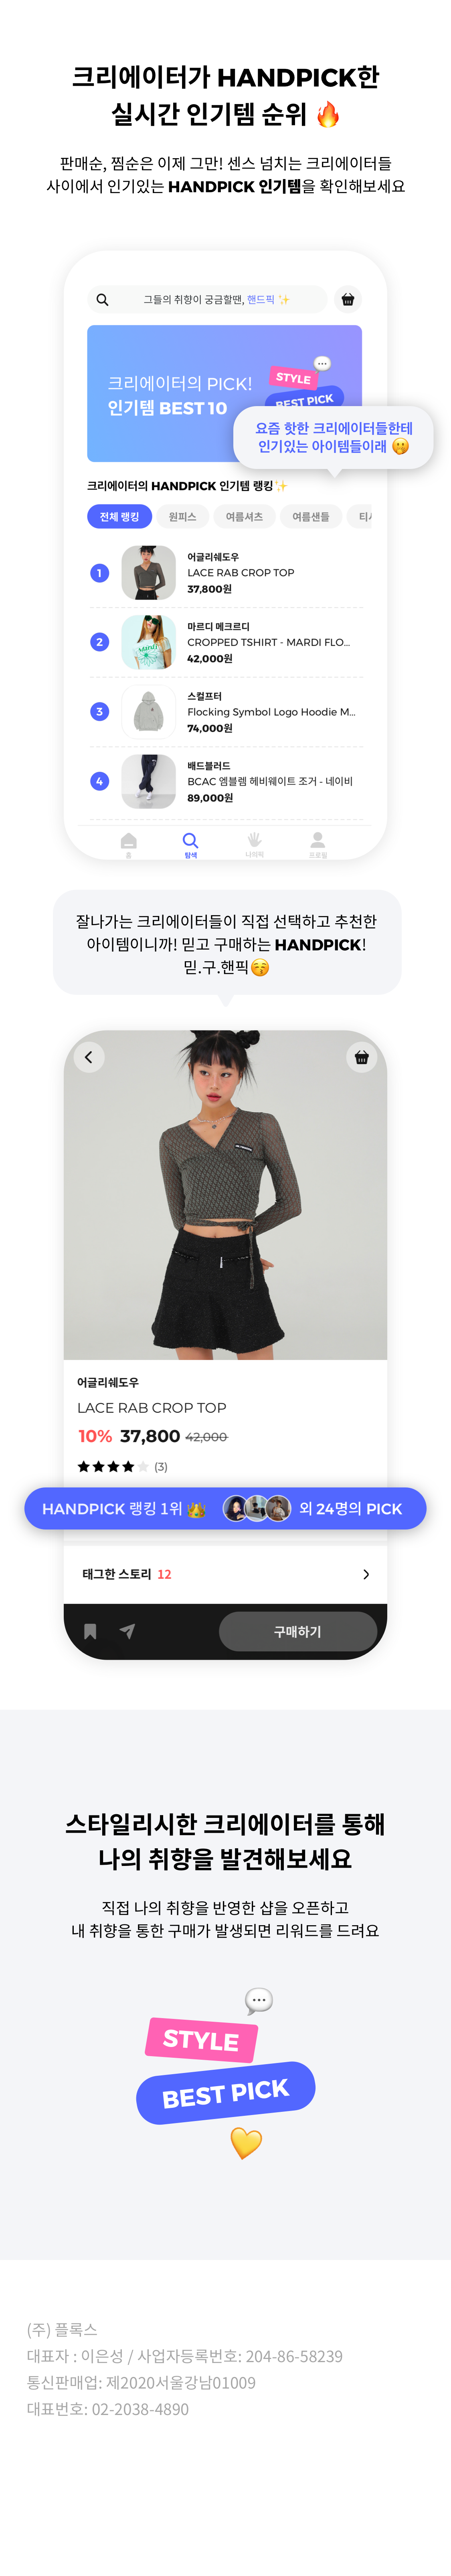 크리에이터가 HANDPICK한
실시간 인기템 순위 🔥
판매순, 찜순은 이제 그만! 센스 넘치는 크리에이터들
사이에서 인기있는 HANDPICK 인기템을 확인해보세요
그들의 취향이 궁금할땐, 핸드픽 ✨
크리에이터의 PICK!
인기템 BEST 10
STYLE
BEST PICK
요즘 핫한 크리에이터들한테
인기있는 아이템들이래 🤭
크리에이터의 HANDPICK 인기템 랭킹✨
전체 랭킹 원피스 여름셔츠 여름샌들
1
어글리쉐도우
LACE RAB CROP TOP
37,800원
2
마르디 메크르디
CROPPED TSHIRT - MARDI FLO...
42,000원
3
스컬프터
Flocking Symbol Logo Hoodie M...
74,000원
4
배드블러드
BCAC 엠블렘 헤비웨이트 조거 - 네이비
89,000원
홈 탐색 나의픽 프로필
잘나가는 크리에이터들이 직접 선택하고 추천한
아이템이니까! 믿고 구매하는 HANDPICK!
믿.구.핸픽😚
어글리쉐도우
LACE RAB CROP TOP
10% 37,800 42,000
★★★★★ (3)
HANDPICK 랭킹 1위 👑 외 24명의 PICK
태그한 스토리 12
구매하기
스타일리시한 크리에이터를 통해
나의 취향을 발견해보세요
직접 나의 취향을 반영한 샵을 오픈하고
내 취향을 통한 구매가 발생되면 리워드를 드려요
STYLE
BEST PICK
(주) 플록스
대표자 : 이은성 / 사업자등록번호: 204-86-58239
통신판매업: 제2020서울강남01009
대표번호: 02-2038-4890